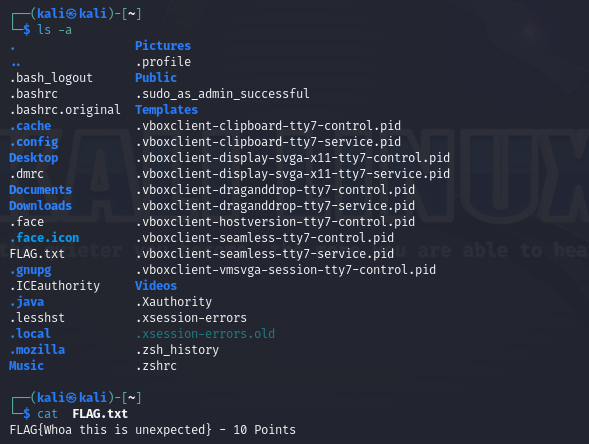 ┌──(kali㉿kali)-[~]
└─$ ls -a
.                Pictures
..               .profile
.bash_logout     Public
.bashrc          .sudo_as_admin_successful
.bashrc.original Templates
.cache           .vboxclient-clipboard-tty7-control.pid
.config          .vboxclient-clipboard-tty7-service.pid
Desktop          .vboxclient-display-svga-x11-tty7-control.pid
.dmrc            .vboxclient-display-svga-x11-tty7-service.pid
Documents        .vboxclient-draganddrop-tty7-control.pid
Downloads        .vboxclient-draganddrop-tty7-service.pid
.face            .vboxclient-hostversion-tty7-control.pid
.face.icon       .vboxclient-seamless-tty7-control.pid
FLAG.txt         .vboxclient-seamless-tty7-service.pid
.gnupg           .vboxclient-vmsvga-session-tty7-control.pid
.ICEauthority    Videos
.java            .Xauthority
.lesshst         .xsession-errors
.local           .xsession-errors.old
.mozilla         .zsh_history
Music            .zshrc
┌──(kali㉿kali)-[~]
└─$ cat  FLAG.txt
FLAG{Whoa this is unexpected} - 10 Points